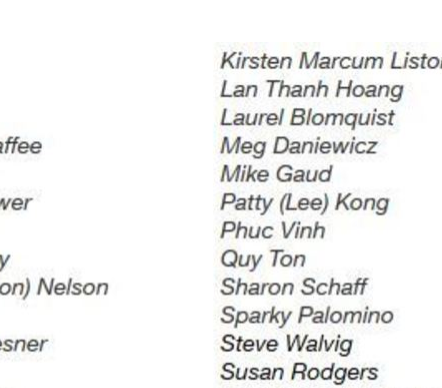 Kirsten Marcum
Lan Thanh Hoang
Laurel Blomquist
Meg Daniewicz
Mike Gaud
Patty (Lee) Kong
Phuc Vinh
Quy Ton
Nelson
Sharon Schaff
Sparky Palomino
Steve Walvig
Susan Rodgers